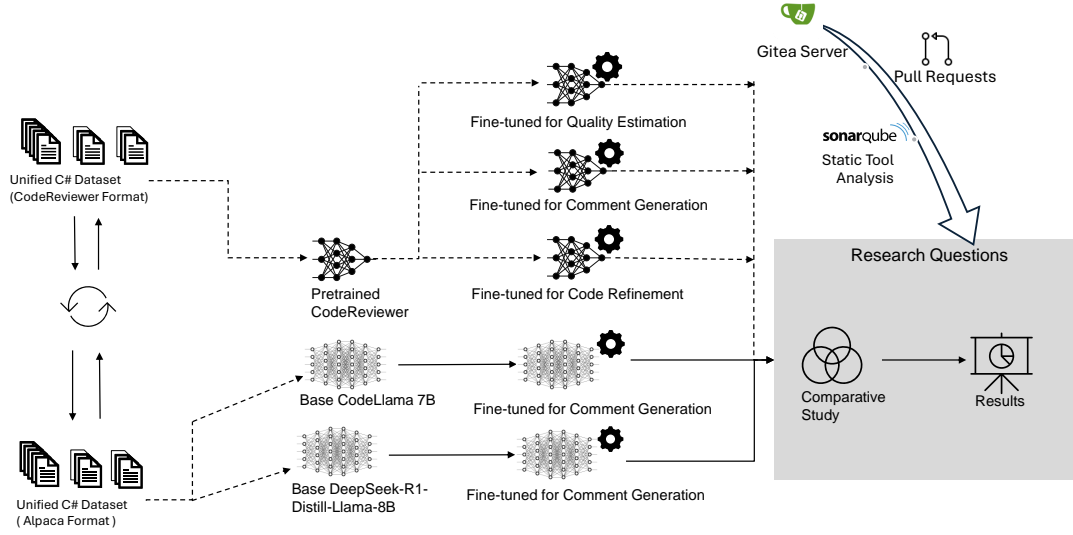 Gitea Server
Pull Requests
sonarqube
Static Tool
Analysis
Fine-tuned for Quality Estimation
Unified C# Dataset
(CodeReviewer Format)
Fine-tuned for Comment Generation
Research Questions
Pretrained
CodeReviewer
Fine-tuned for Code Refinement
Base CodeLlama 7B
Fine-tuned for Comment Generation
Comparative
Study
Results
Base DeepSeek-R1-
Distill-Llama-8B
Fine-tuned for Comment Generation
Unified C# Dataset
( Alpaca Format )